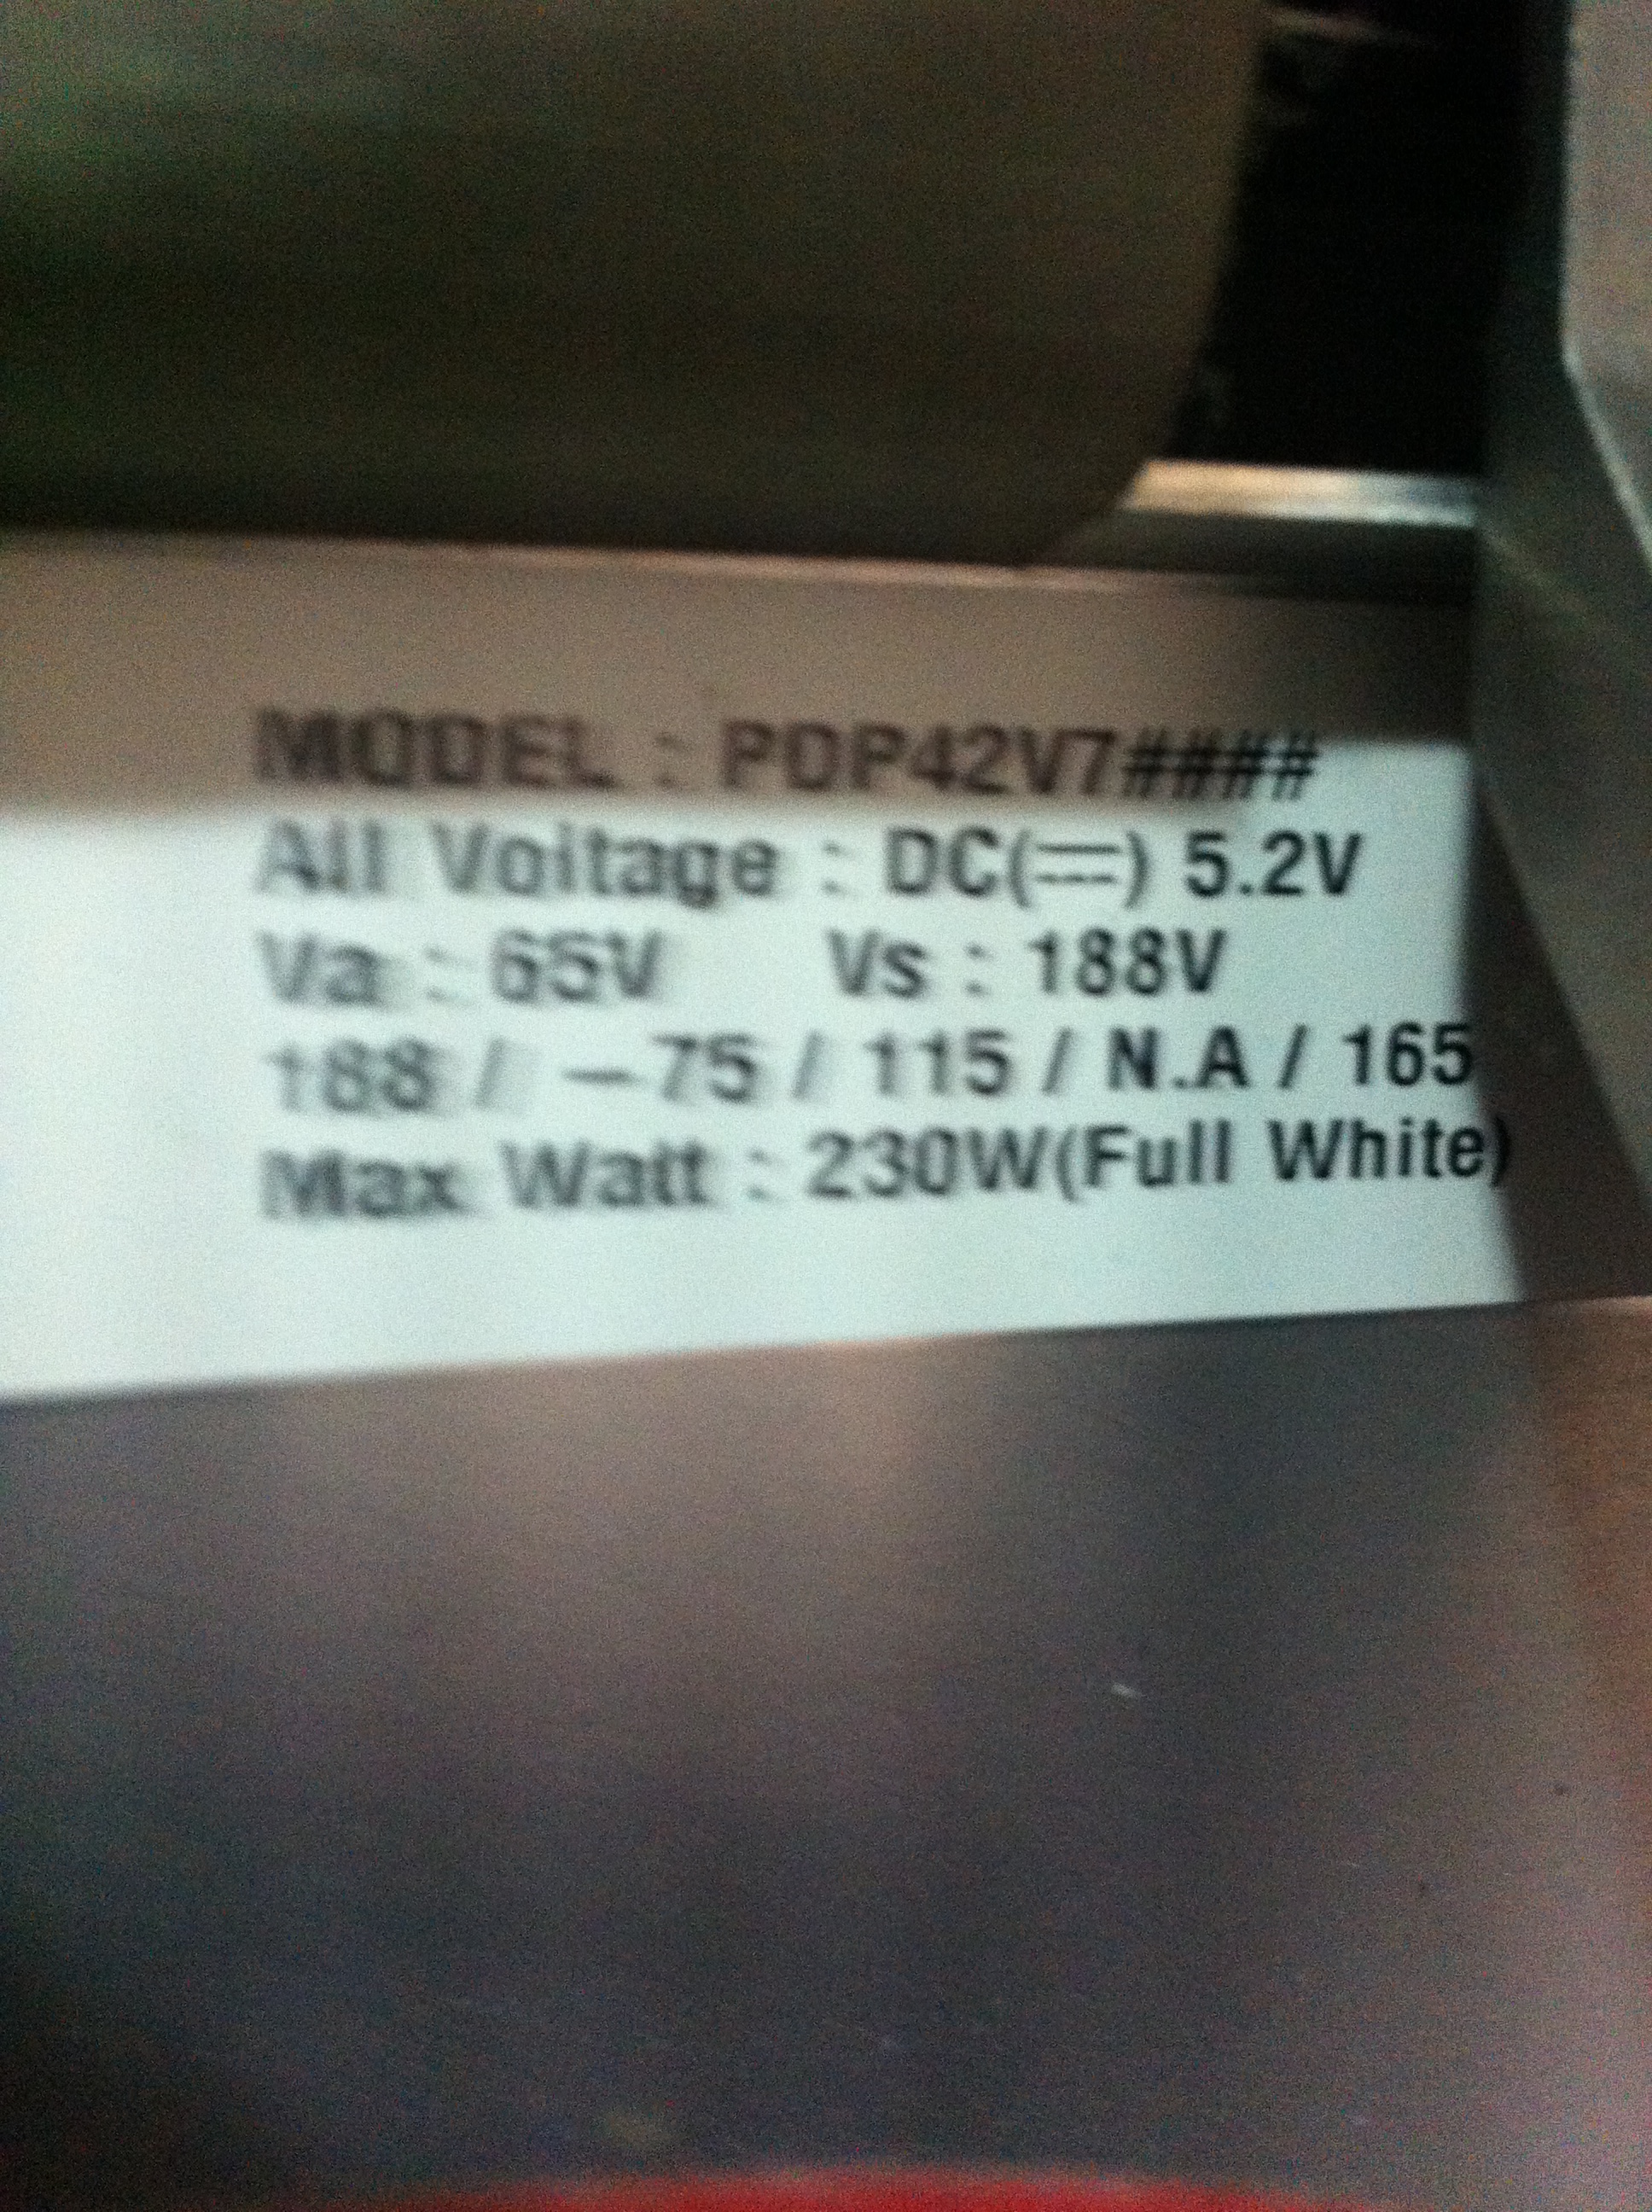 MODEL : PDP42V7####
All Voltage : DC(⎓) 5.2V
Va : 65V Vs : 188V
188 / -75 / 115 / N.A / 165
Max Watt : 230W(Full White)